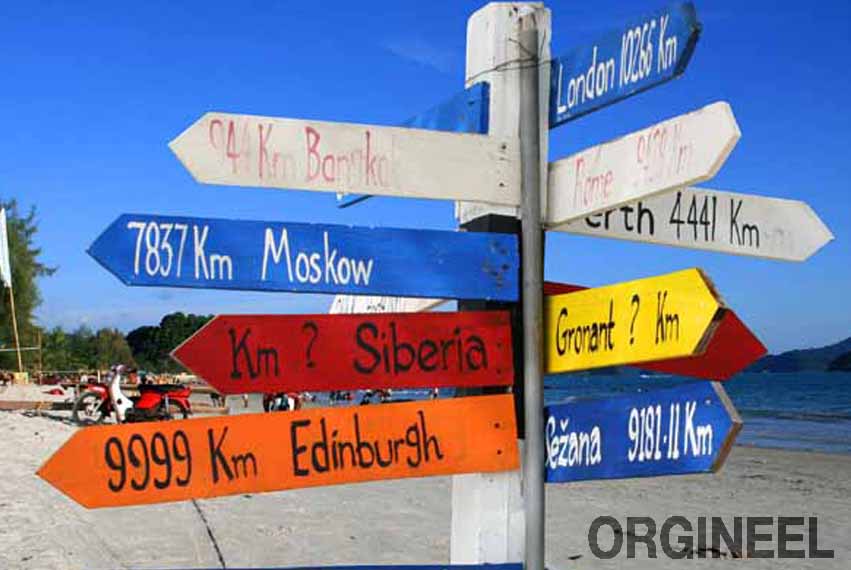 London 10266 Km
944 Km Bangkok
Rome Km
erth 4441 Km
7837 Km Moskow
Gronant ? Km
Km ? Siberia
9999 Km Edinburgh
Sežana 9181.11 Km
ORGINEEL